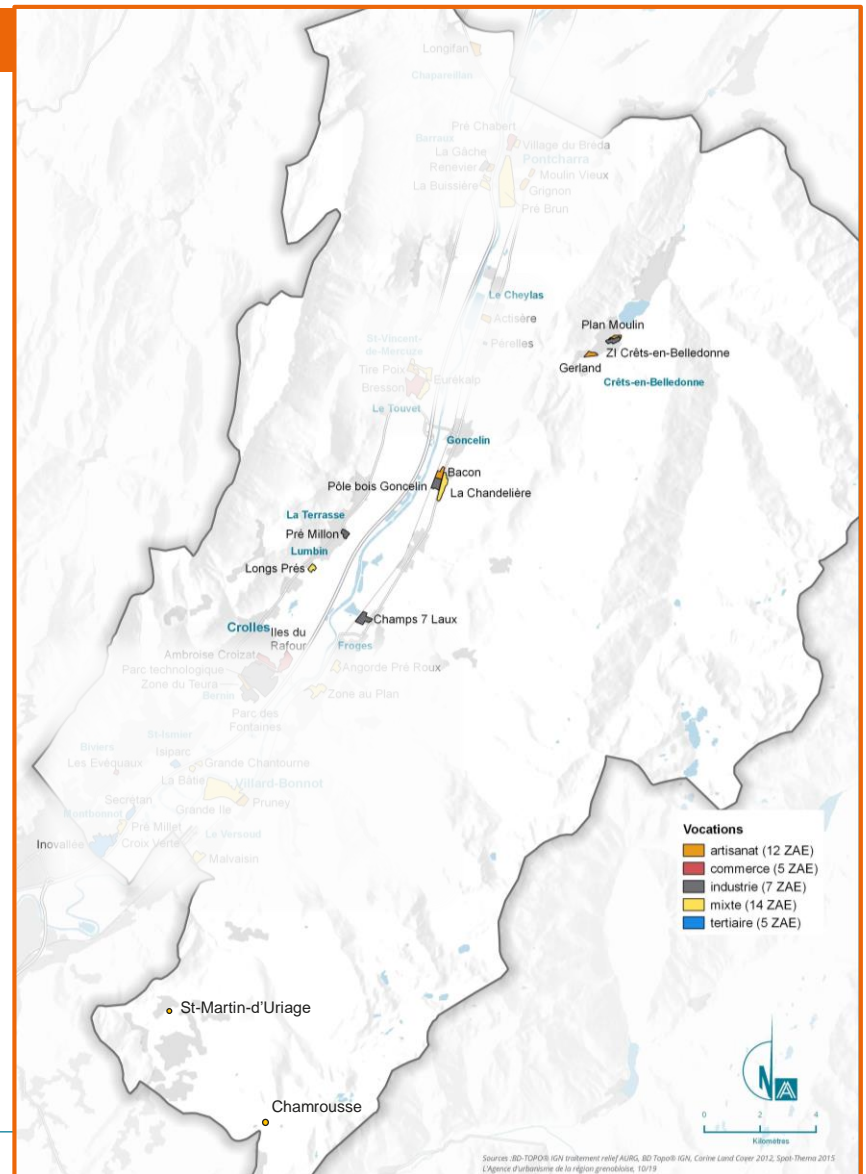 Longifan
Chapareillan
Pré Chabert
Barraux
Village du Bréda
La Gâche
Pontcharra
Renevier
Moulin Vieux
La Buissière
Grignon
Pré Brun
Le Cheylas
Actisère
Plan Moulin
St-Vincent-
de-Mercuze
Pérelles
ZI Crêts-en-Belledonne
Gerland
Tire Poix
Eurekalp
Crêts-en-Belledonne
Bresson
Le Touvet
Goncelin
Bacon
Pôle bois Goncelin
La Chandelière
La Terrasse
Pré Millon
Lumbin
Longs Prés
Champs 7 Laux
Crolles
Iles du
Rafour
Froges
Ambroise Croizat
Parc technologique
Angorde Pré Roux
Zone du Teura
Bernin
Zone au Plan
Parc des
Fontaines
St-Ismier
Biviers
Isiparc
Les Evéquaux
Grande Chantourne
La Bâtie
Villard-Bonnot
Secrétan
Grande Ile
Pruney
Montbonnot
Pré Millet
Le Versoud
Inovallée
Croix Verte
Malvaisin
Vocations
artisanat (12 ZAE)
commerce (5 ZAE)
industrie (7 ZAE)
mixte (14 ZAE)
tertiaire (5 ZAE)
St-Martin-d'Uriage
Chamrousse
N
0 2 4
Kilomètres
Sources :BD-TOPO® IGN traitement relief AURG, BD Topo® IGN, Corine Land Cover 2012, Spot-Thema 2015
L'Agence d'urbanisme de la région grenobloise, 10/19